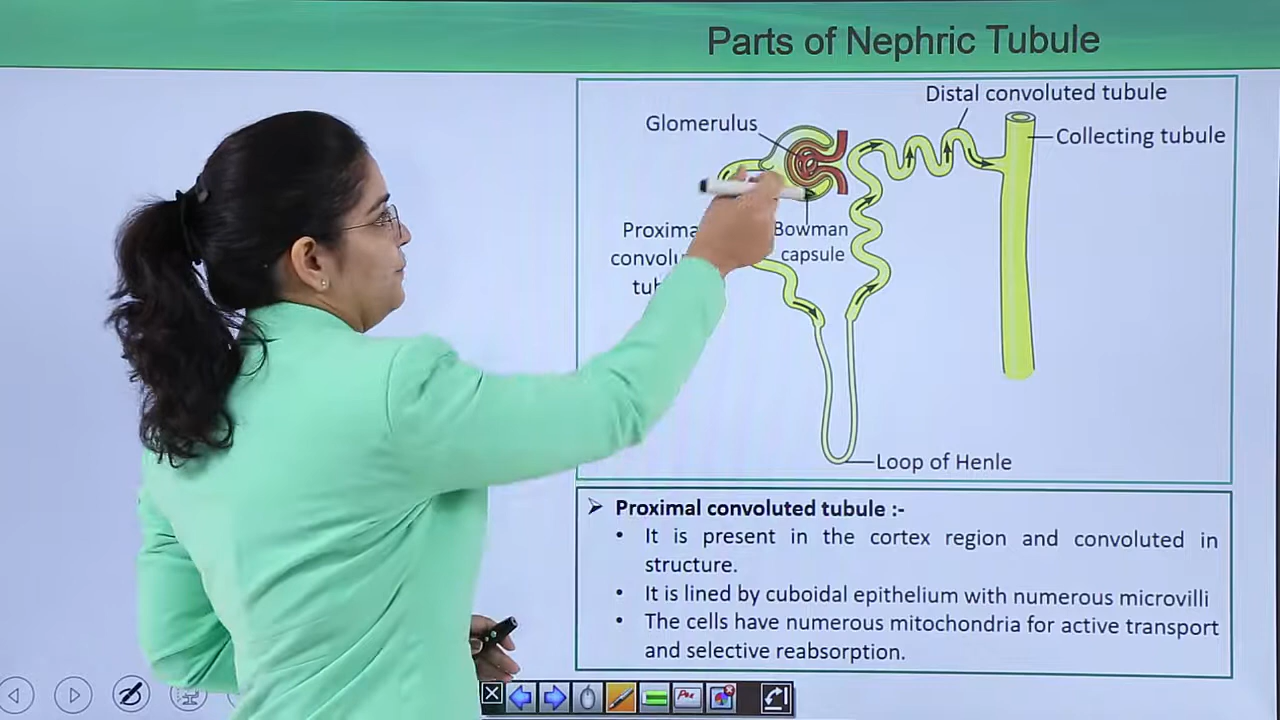 Parts of Nephric Tubule
Distal convoluted tubule
Glomerulus
Collecting tubule
Bowman
capsule
Loop of Henle
➢ Proximal convoluted tubule :-
• It is present in the cortex region and convoluted in
structure.
• It is lined by cuboidal epithelium with numerous microvilli
• The cells have numerous mitochondria for active transport
and selective reabsorption.